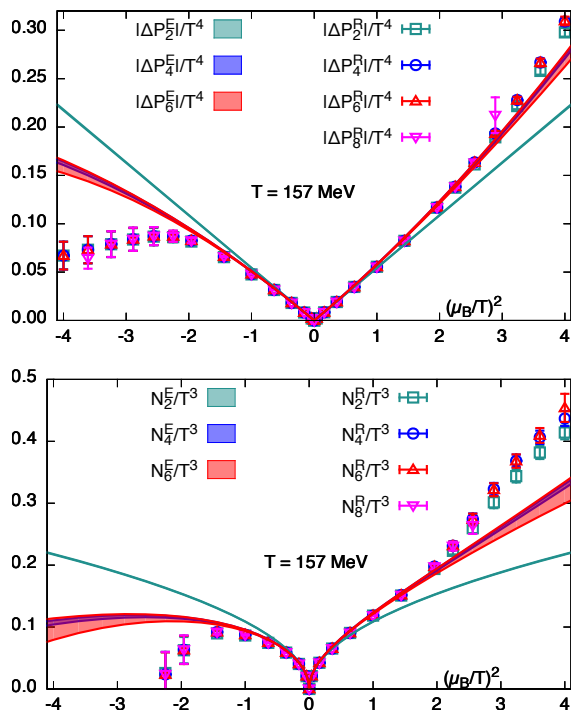 0.30
0.25
0.20
0.15
0.10
0.05
0.00
|ΔP₂ᴱ|/T⁴
|ΔP₄ᴱ|/T⁴
|ΔP₆ᴱ|/T⁴
|ΔP₂ᴿ|/T⁴
|ΔP₄ᴿ|/T⁴
|ΔP₆ᴿ|/T⁴
|ΔP₈ᴿ|/T⁴
T = 157 MeV
(μ_B/T)²
-4 -3 -2 -1 0 1 2 3 4
0.5
0.4
0.3
0.2
0.1
0.0
N₂ᴱ/T³
N₄ᴱ/T³
N₆ᴱ/T³
N₂ᴿ/T³
N₄ᴿ/T³
N₆ᴿ/T³
N₈ᴿ/T³
T = 157 MeV
(μ_B/T)²
-4 -3 -2 -1 0 1 2 3 4